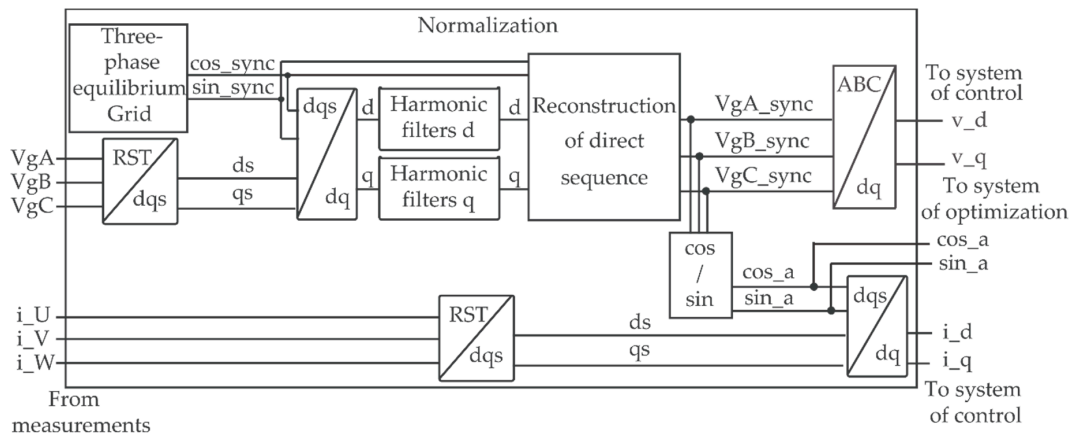 Normalization
Three-
phase
equilibrium
Grid
cos_sync
sin_sync
dqs
dq
d
Harmonic
filters d
d
q
Harmonic
filters q
q
Reconstruction
of direct
sequence
VgA_sync
VgB_sync
VgC_sync
ABC
dq
To system
of control
v_d
v_q
To system
of optimization
cos_a
sin_a
VgA
VgB
VgC
RST
dqs
ds
qs
cos
/
sin
cos_a
sin_a
i_U
i_V
i_W
RST
dqs
ds
qs
dqs
dq
i_d
i_q
From
measurements
To system
of control